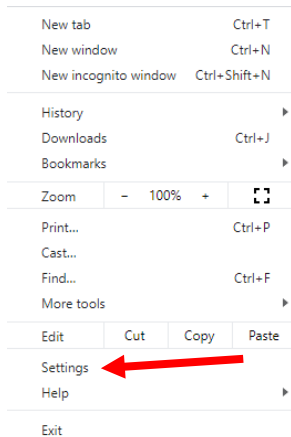 New tab Ctrl+T
New window Ctrl+N
New incognito window Ctrl+Shift+N
History
Downloads Ctrl+J
Bookmarks
Zoom - 100% +
Print... Ctrl+P
Cast...
Find... Ctrl+F
More tools
Edit Cut Copy Paste
Settings
Help
Exit